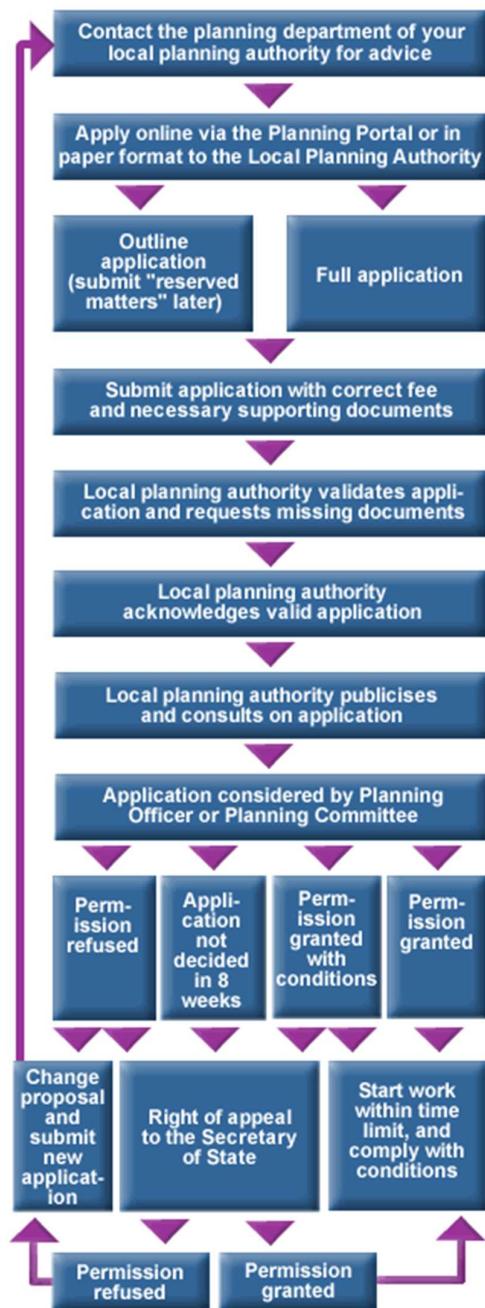 Contact the planning department of your
local planning authority for advice
Apply online via the Planning Portal or in
paper format to the Local Planning Authority
Outline
application
(submit "reserved
matters" later)
Full application
Submit application with correct fee
and necessary supporting documents
Local planning authority validates appli-
cation and requests missing documents
Local planning authority
acknowledges valid application
Local planning authority publicises
and consults on application
Application considered by Planning
Officer or Planning Committee
Perm-
ission
refused
Appli-
cation
not
decided
in 8
weeks
Perm-
ission
granted
with
conditions
Perm-
ission
granted
Change
proposal
and
submit
new
applicat-
ion
Right of appeal
to the Secretary
of State
Start work
within time
limit, and
comply with
conditions
Permission
refused
Permission
granted